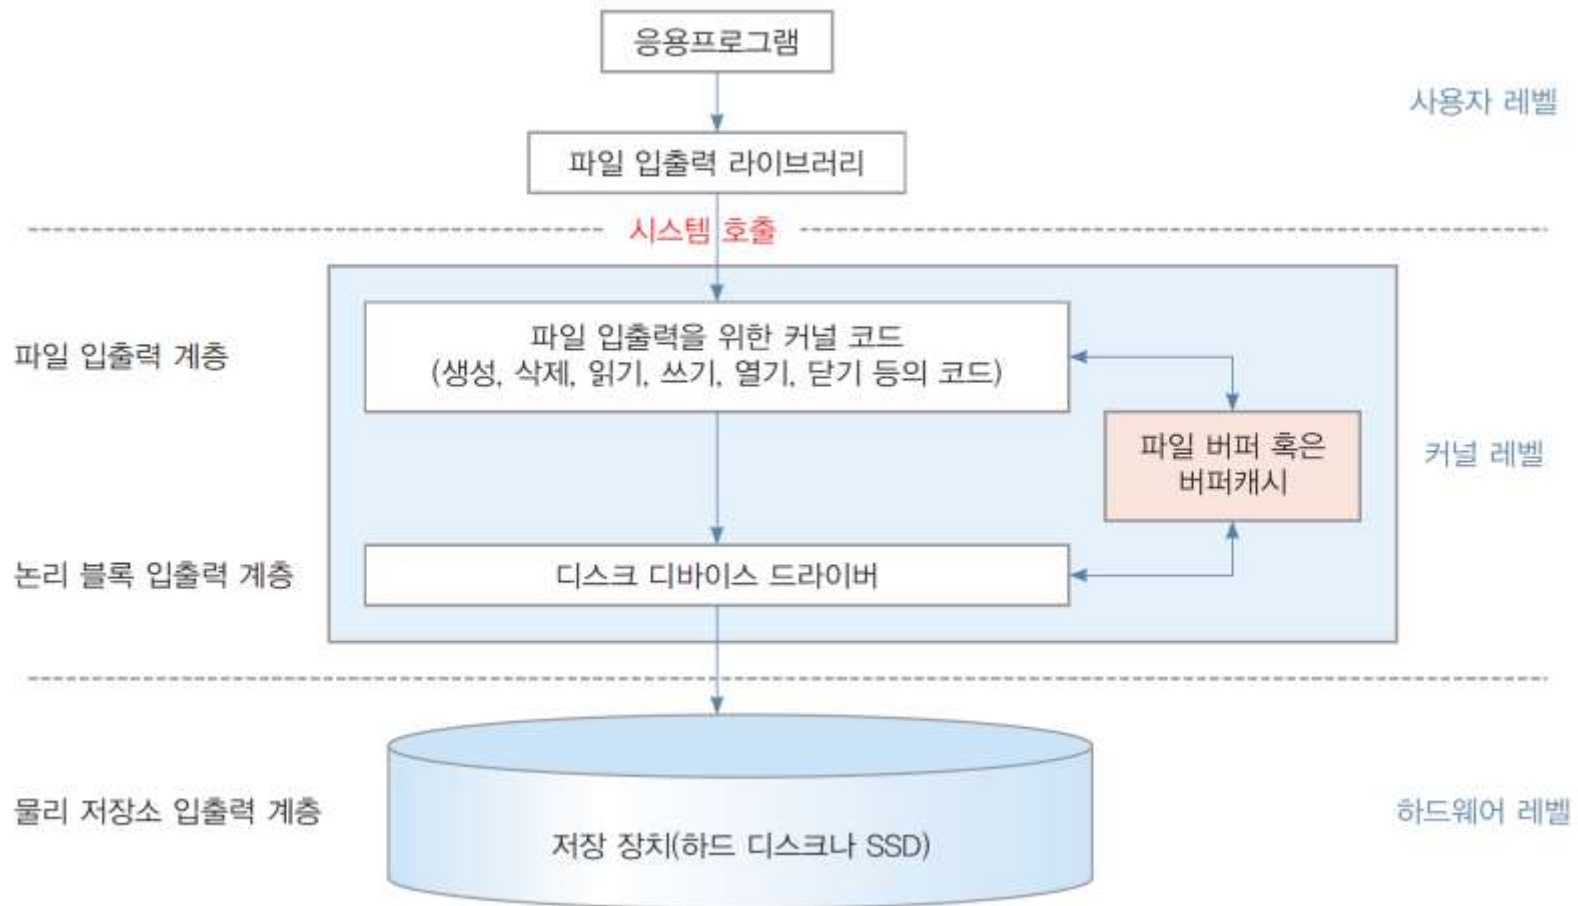 응용프로그램
사용자 레벨
파일 입출력 라이브러리
시스템 호출
파일 입출력 계층
파일 입출력을 위한 커널 코드
(생성, 삭제, 읽기, 쓰기, 열기, 닫기 등의 코드)
파일 버퍼 혹은
버퍼캐시
커널 레벨
논리 블록 입출력 계층
디스크 디바이스 드라이버
물리 저장소 입출력 계층
저장 장치(하드 디스크나 SSD)
하드웨어 레벨